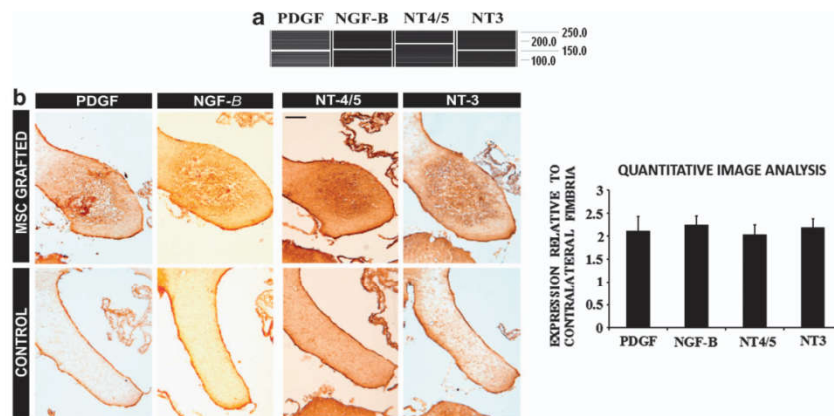 a
PDGF NGF-B NT4/5 NT3
250.0
200.0
150.0
100.0
b
PDGF NGF-B NT-4/5 NT-3
MSC GRAFTED
CONTROL
QUANTITATIVE IMAGE ANALYSIS
EXPRESSION RELATIVE TO
CONTRALATERAL FIMBRIA
3
2.5
2
1.5
1
0.5
0
PDGF NGF-B NT4/5 NT3